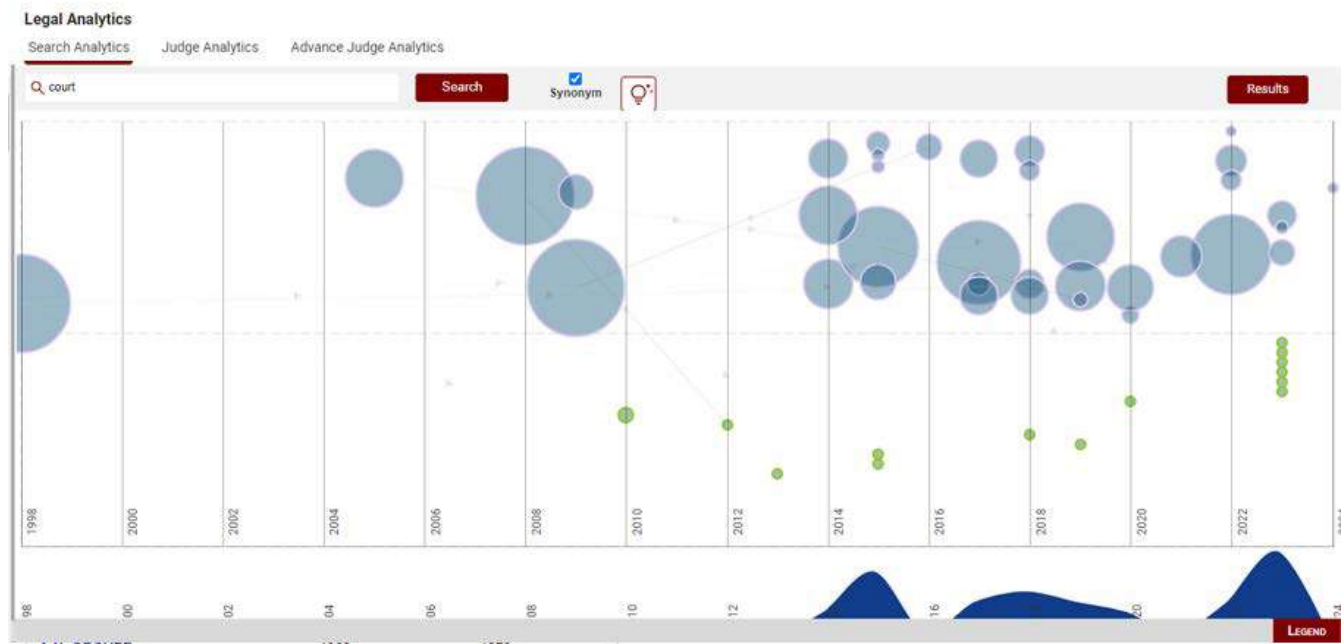 Legal Analytics
Search Analytics Judge Analytics Advance Judge Analytics
court Search Synonym Results
1998 2000 2002 2004 2006 2008 2010 2012 2014 2016 2018 2020 2022
98 00 02 04 06 08 10 12 16 20 24
LEGEND